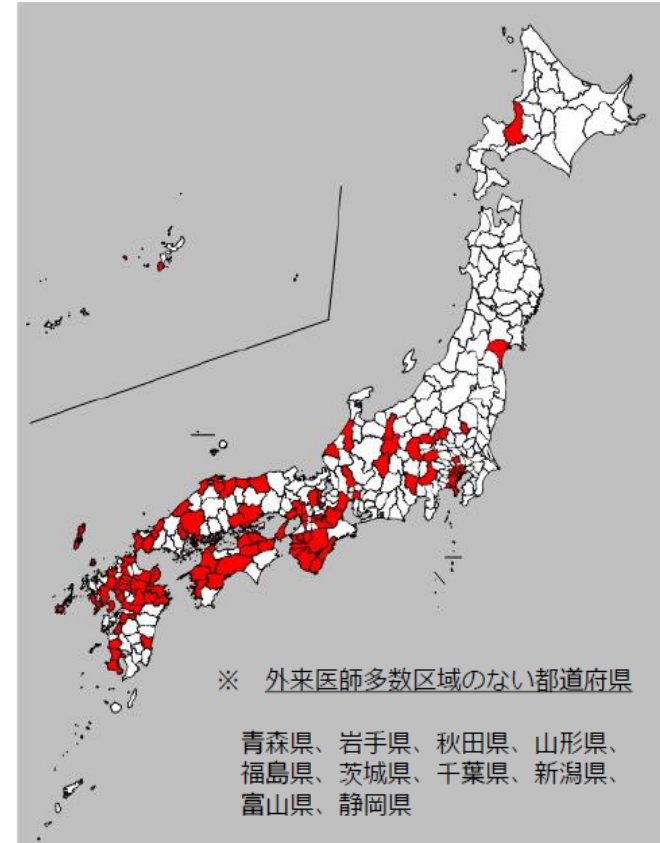 ※ 外来医師多数区域のない都道府県
青森県、岩手県、秋田県、山形県、
福島県、茨城県、千葉県、新潟県、
富山県、静岡県